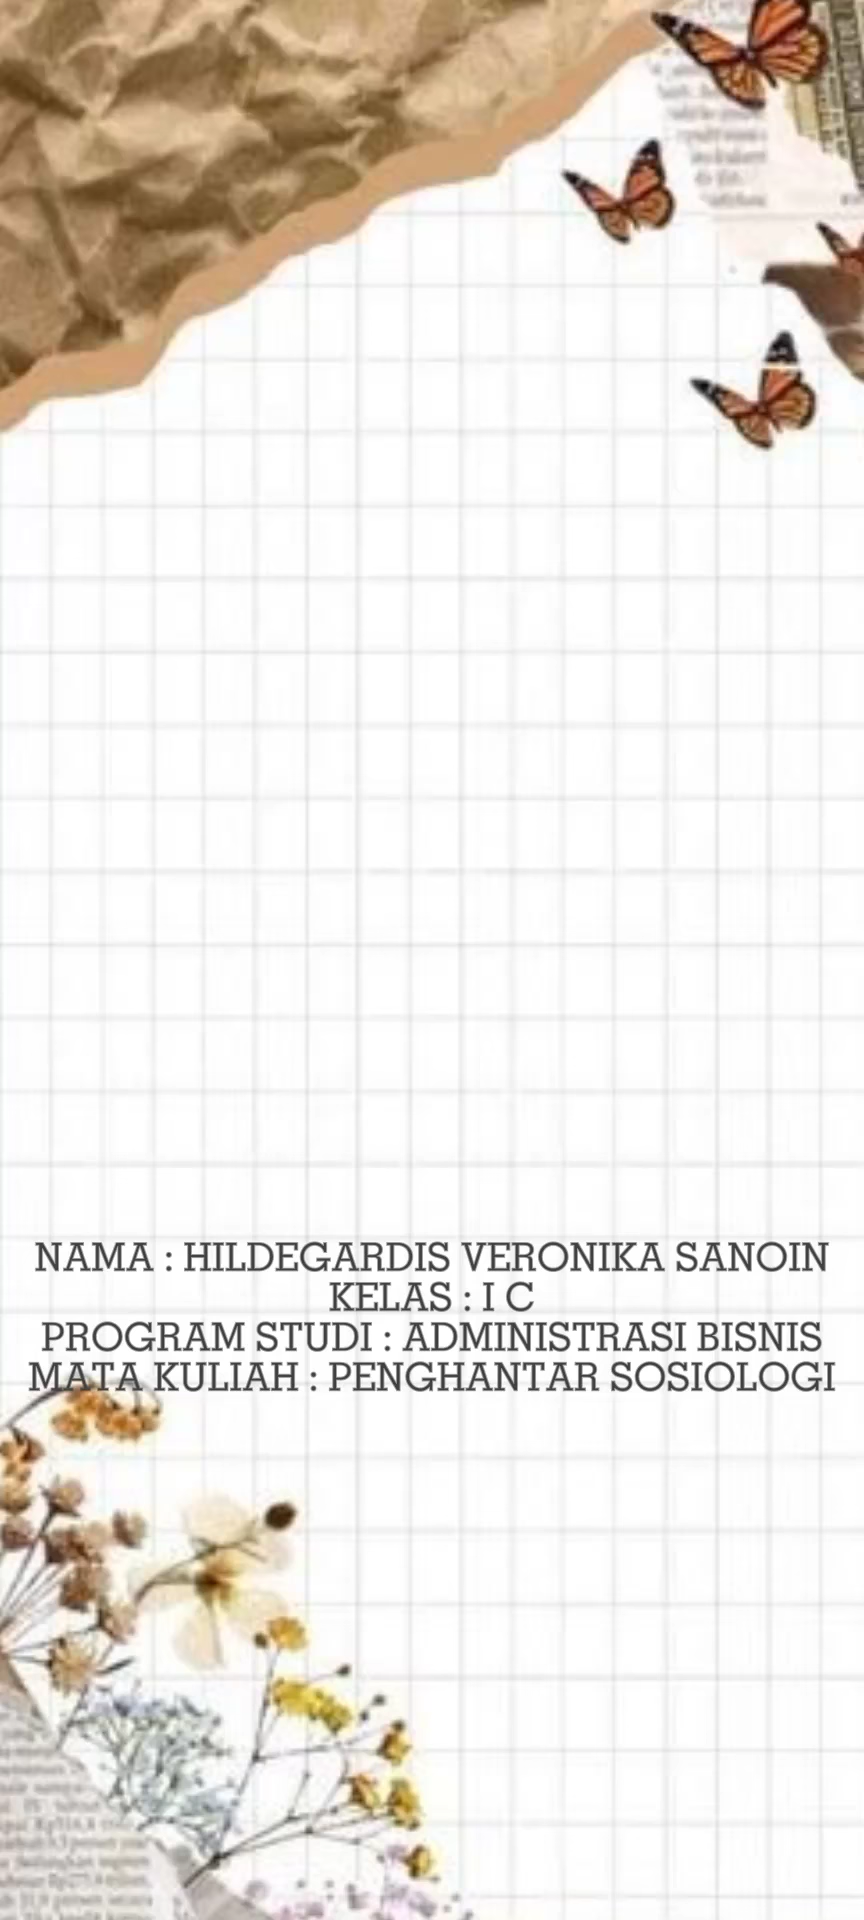 NAMA : HILDEGARDIS VERONIKA SANOIN
KELAS : I C
PROGRAM STUDI : ADMINISTRASI BISNIS
MATA KULIAH : PENGHANTAR SOSIOLOGI